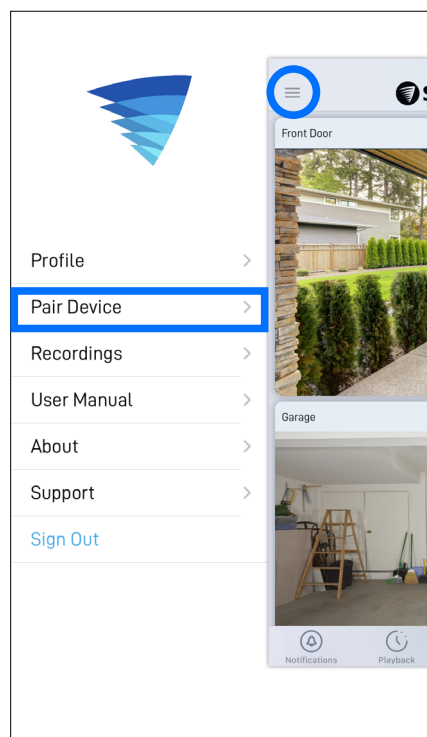 S
Front Door
Profile
Pair Device
Recordings
User Manual
Garage
About
Support
Sign Out
Notifications
Playback